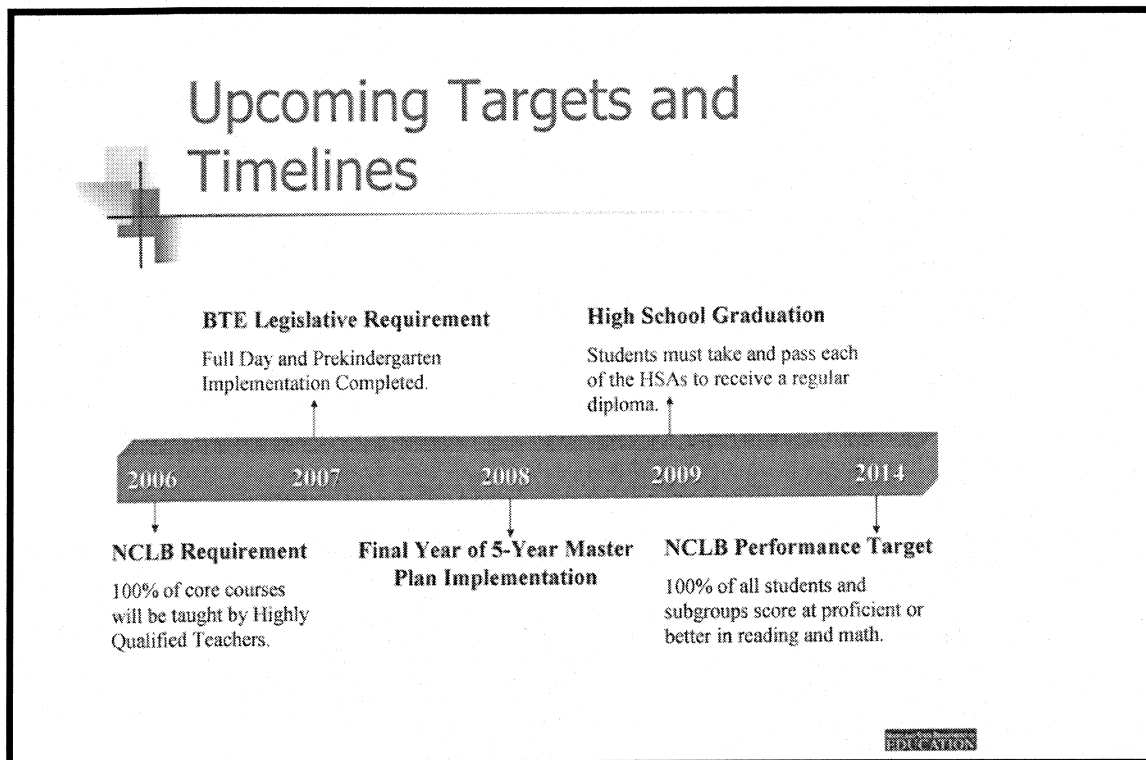 Upcoming Targets and
Timelines
BTE Legislative Requirement
Full Day and Prekindergarten
Implementation Completed.
High School Graduation
Students must take and pass each
of the HSAs to receive a regular
diploma.
2006 2007 2008 2009 2014
NCLB Requirement
100% of core courses
will be taught by Highly
Qualified Teachers.
Final Year of 5-Year Master
Plan Implementation
NCLB Performance Target
100% of all students and
subgroups score at proficient or
better in reading and math.
EDUCATION